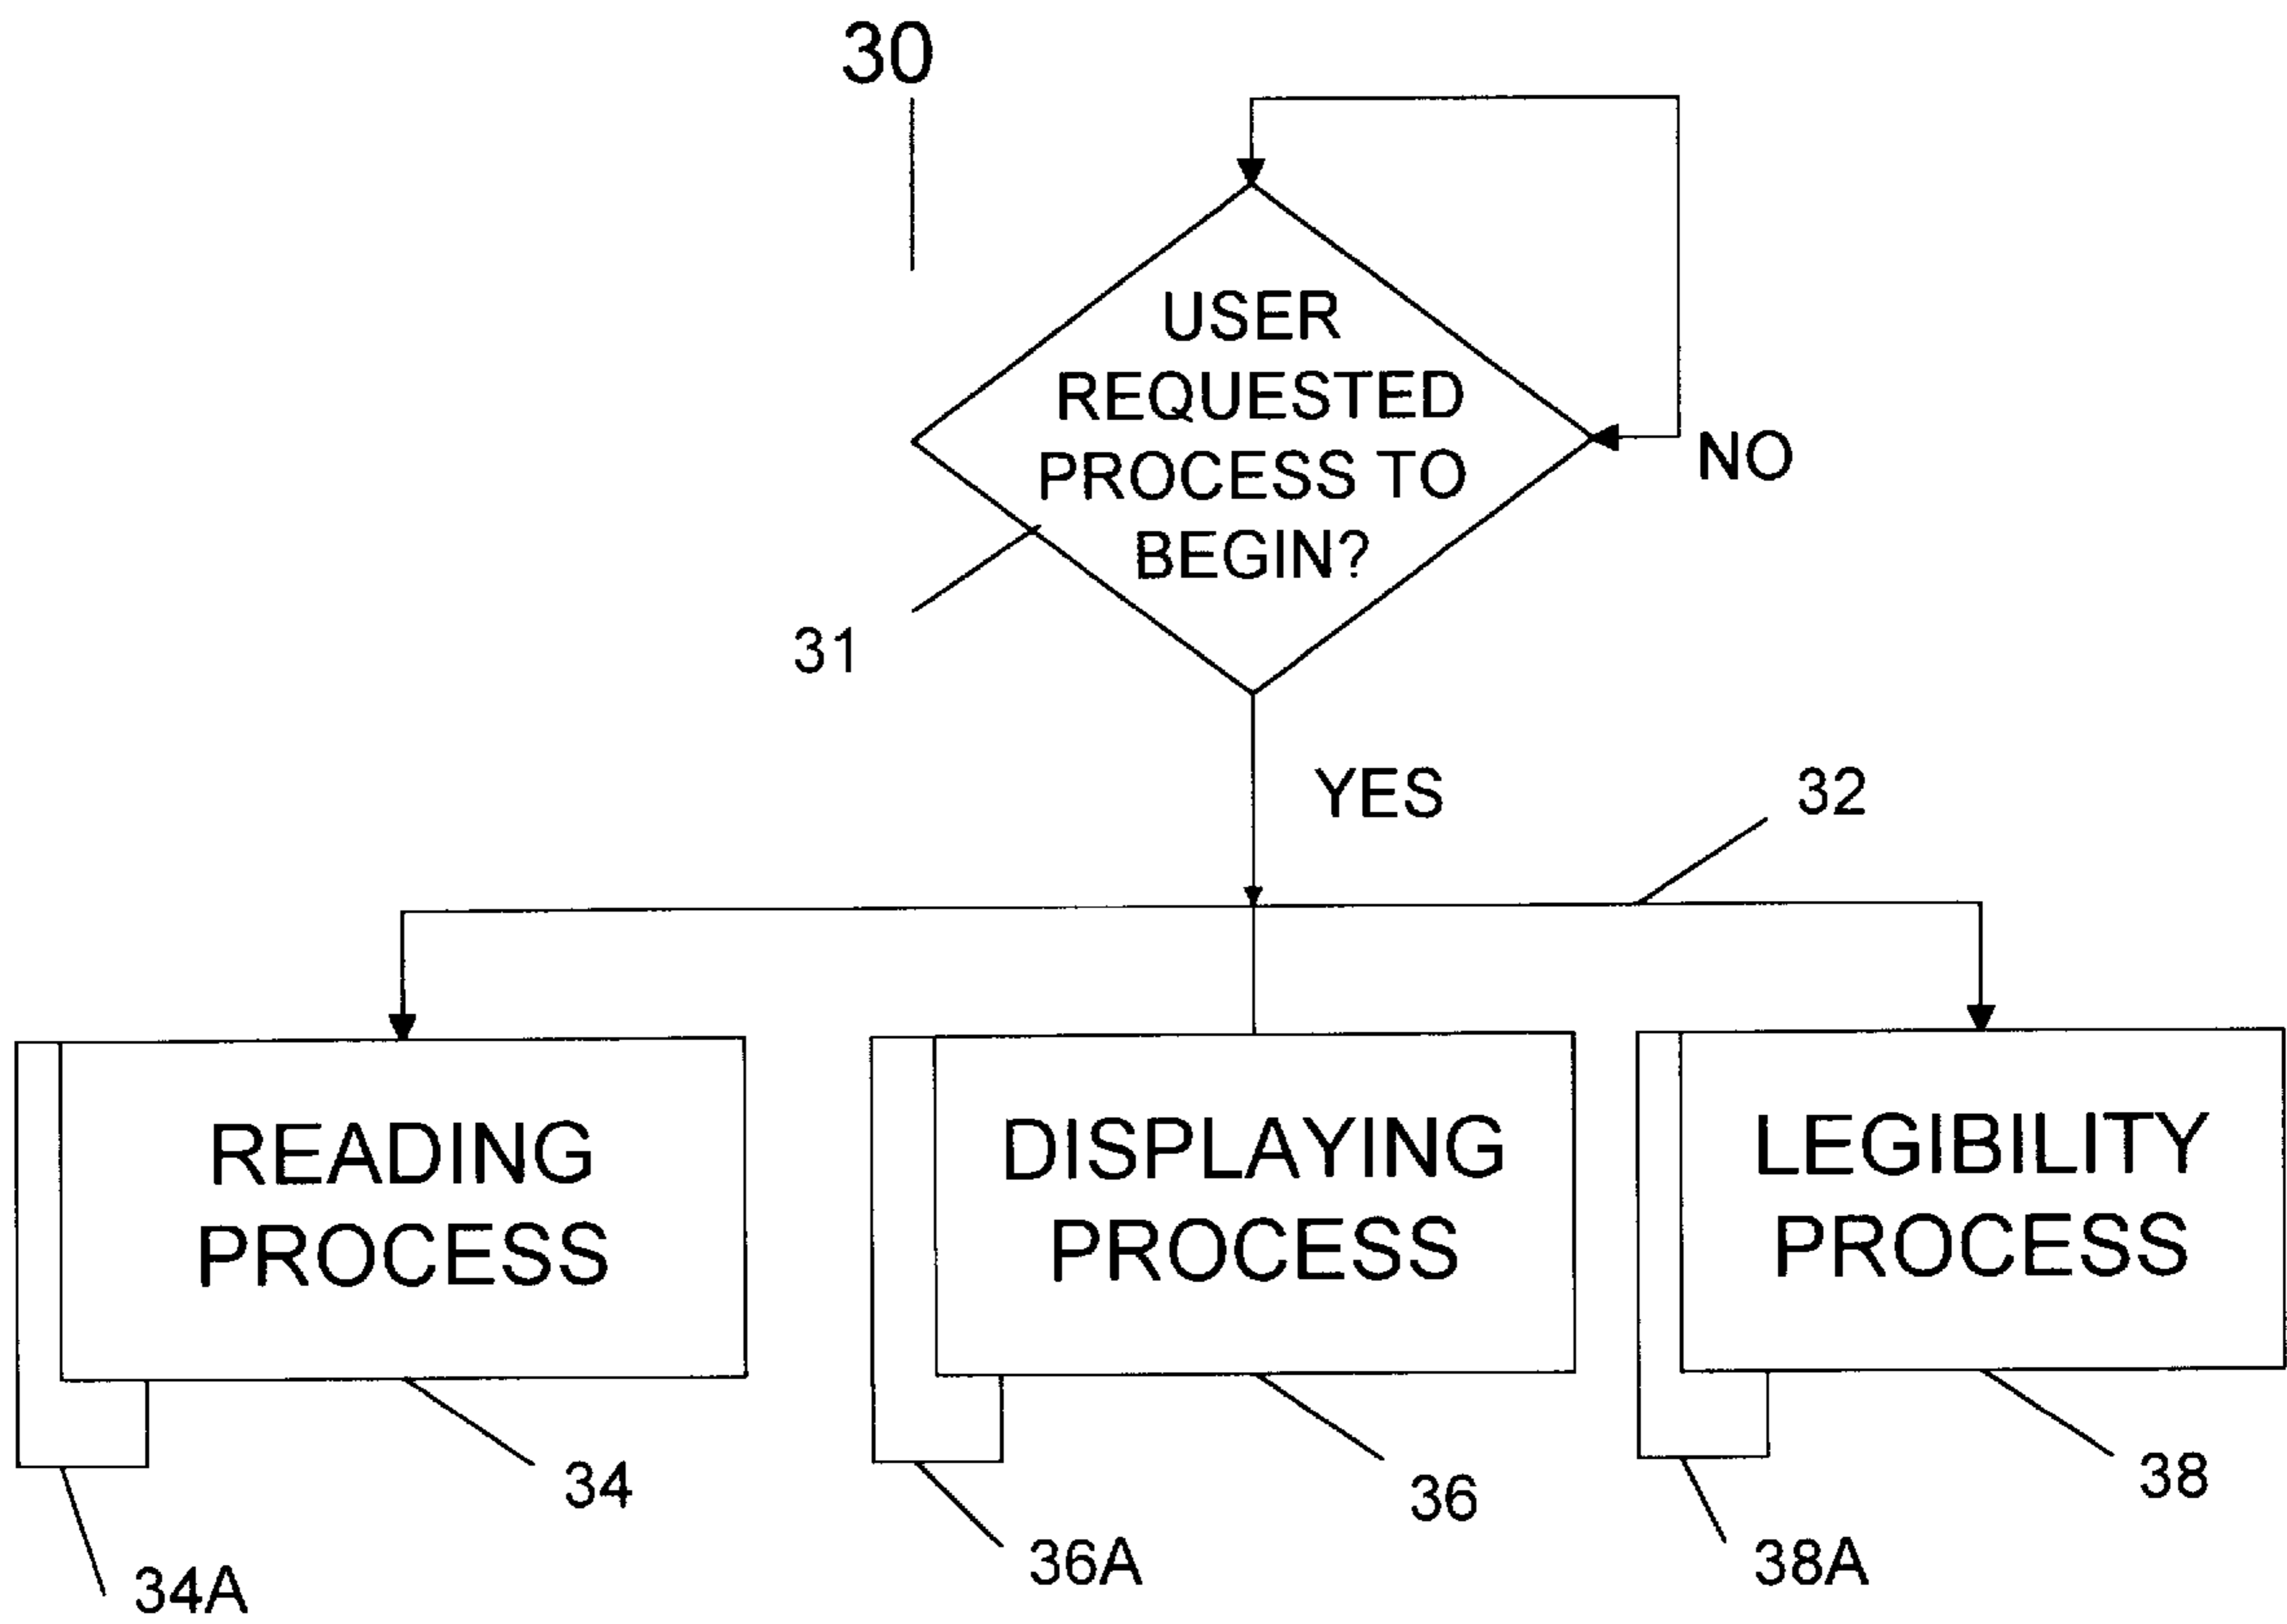 30
USER
REQUESTED
PROCESS TO
BEGIN?
NO
31
YES
32
READING
PROCESS
DISPLAYING
PROCESS
LEGIBILITY
PROCESS
34
36
38
34A
36A
38A